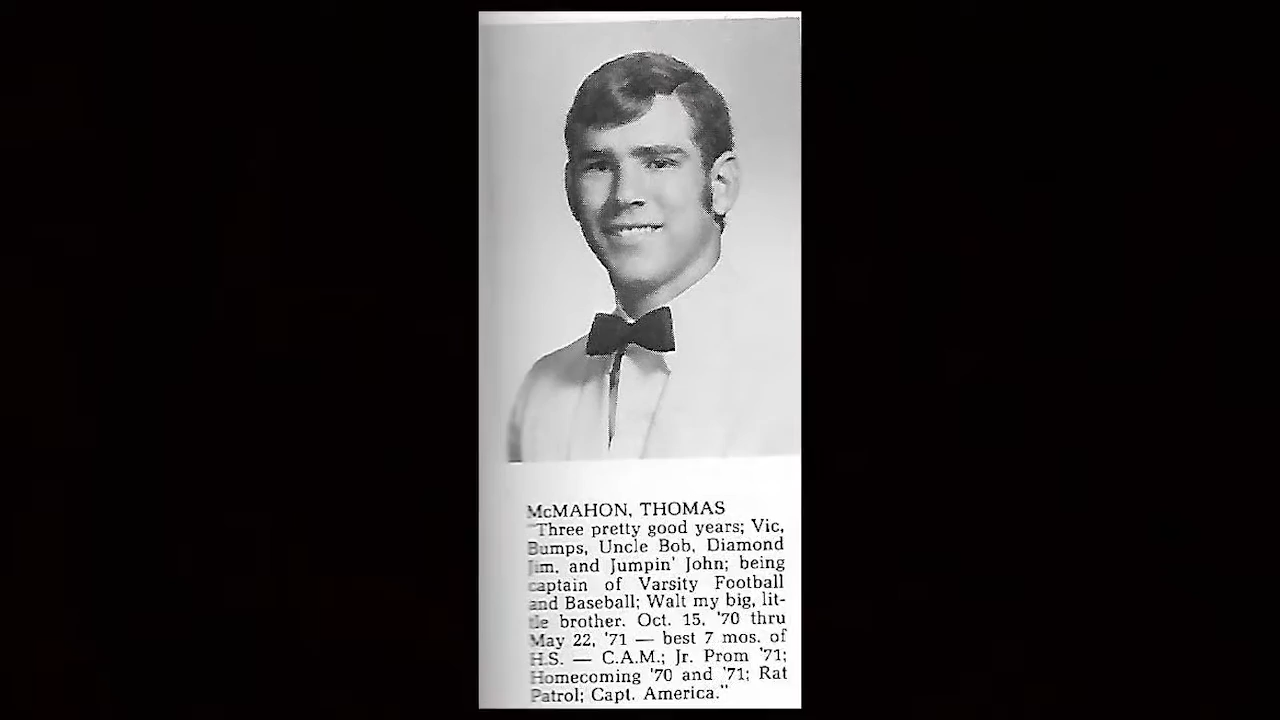 McMAHON, THOMAS
"Three pretty good years; Vic,
Bumps, Uncle Bob, Diamond
Jim, and Jumpin' John; being
captain of Varsity Football
and Baseball; Walt my big, lit-
tle brother. Oct. 15, '70 thru
May 22, '71 — best 7 mos. of
H.S. — C.A.M.; Jr. Prom '71;
Homecoming '70 and '71; Rat
Patrol; Capt. America."